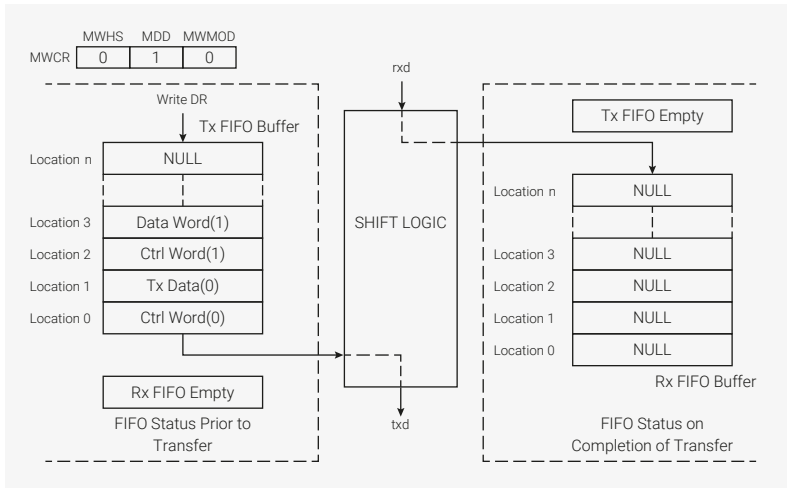 MWHS MDD MWMOD
MWCR 0 1 0
Write DR
Tx FIFO Buffer
Location n NULL
Location 3 Data Word(1)
Location 2 Ctrl Word(1)
Location 1 Tx Data(0)
Location 0 Ctrl Word(0)
Rx FIFO Empty
FIFO Status Prior to
Transfer
rxd
SHIFT LOGIC
txd
Tx FIFO Empty
Location n NULL
Location 3 NULL
Location 2 NULL
Location 1 NULL
Location 0 NULL
Rx FIFO Buffer
FIFO Status on
Completion of Transfer